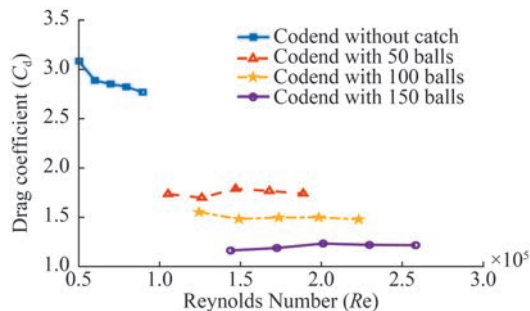 3.5
3.0
2.5
2.0
1.5
1.0
Drag coefficient (C_d)
Codend without catch
Codend with 50 balls
Codend with 100 balls
Codend with 150 balls
0.5 1.0 1.5 2.0 2.5 3.0
×10⁵
Reynolds Number (Re)